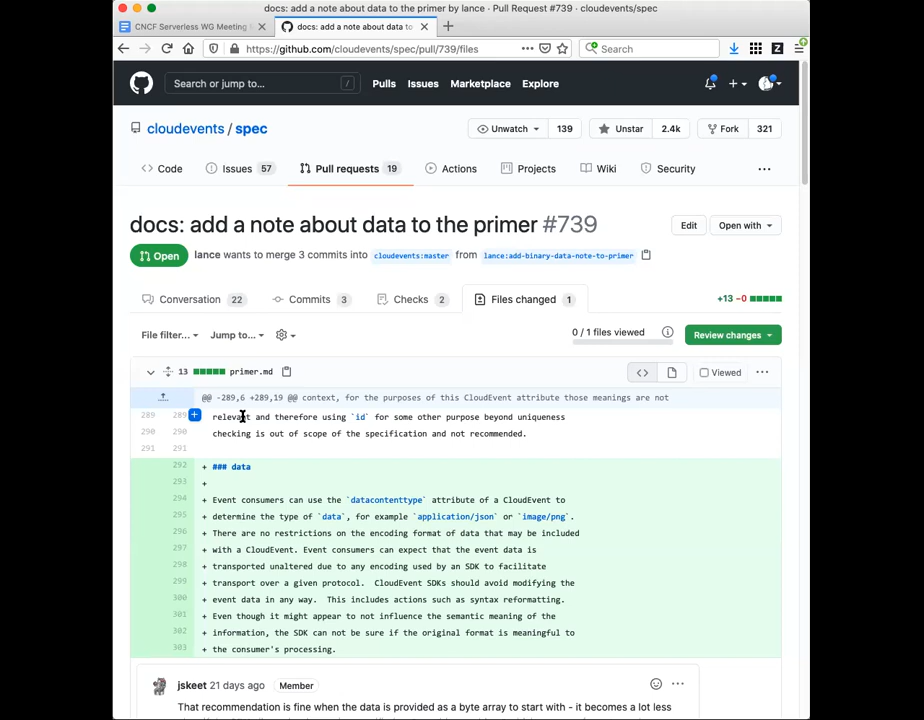 docs: add a note about data to the primer by lance · Pull Request #739 · cloudevents/spec
CNCF Serverless WG Meeting
docs: add a note about data to
https://github.com/cloudevents/spec/pull/739/files
Search
Search or jump to...
/
Pulls Issues Marketplace Explore
cloudevents / spec
Unwatch 139
Unstar 2.4k
Fork 321
Code
Issues 57
Pull requests 19
Actions
Projects
Wiki
Security
docs: add a note about data to the primer #739
Edit
Open with
Open
lance wants to merge 3 commits into cloudevents:master from lance:add-binary-data-note-to-primer
Conversation 22
Commits 3
Checks 2
Files changed 1
+13 −0
File filter... Jump to...
0 / 1 files viewed
Review changes
13 primer.md
Viewed
@@ -289,6 +289,19 @@ context, for the purposes of this CloudEvent attribute those meanings are not
289 289 relevant and therefore using `id` for some other purpose beyond uniqueness
290 290 checking is out of scope of the specification and not recommended.
291 291
292 + ### data
293 +
294 + Event consumers can use the `datacontenttype` attribute of a CloudEvent to
295 + determine the type of `data`, for example `application/json` or `image/png`.
296 + There are no restrictions on the encoding format of data that may be included
297 + with a CloudEvent. Event consumers can expect that the event data is
298 + transported unaltered due to any encoding used by an SDK to facilitate
299 + transport over a given protocol.  CloudEvent SDKs should avoid modifying the
300 + event data in any way.  This includes actions such as syntax reformatting.
301 + Even though it might appear to not influence the semantic meaning of the
302 + information, the SDK can not be sure if the original format is meaningful to
303 + the consumer's processing.
jskeet 21 days ago Member
That recommendation is fine when the data is provided as a byte array to start with - it becomes a lot less